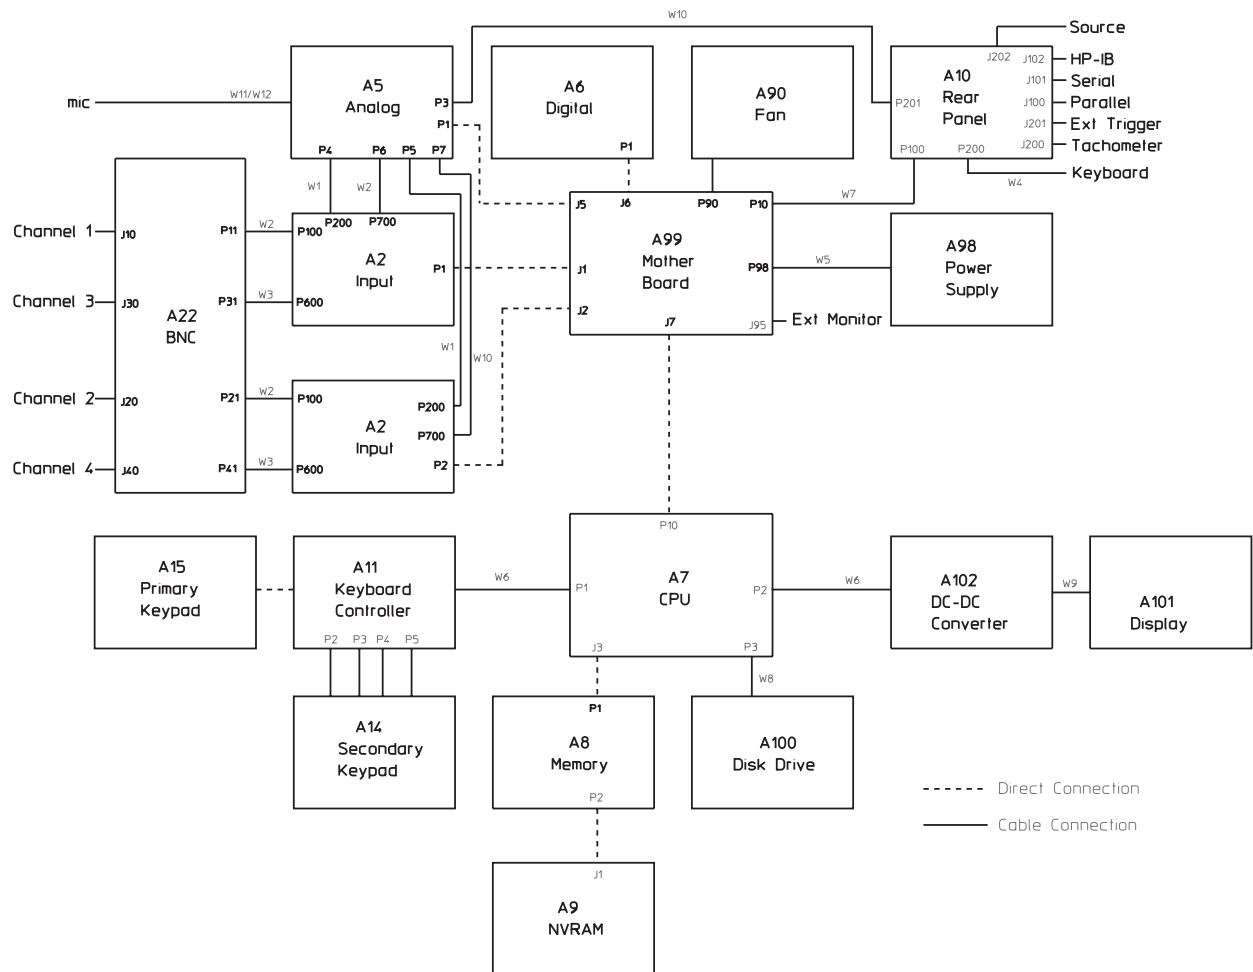 W10
Source
J202
J102
HP-IB
A5
Analog
A6
Digital
A90
Fan
A10
Rear
Panel
J101
Serial
mic
W11/W12
P3
P201
J100
Parallel
P1
J201
Ext Trigger
P4
P6
P5
P7
P1
P100
P200
J200
Tachometer
Keyboard
W4
W1
W2
W7
J5
J6
P90
P10
P200
P700
Channel 1
J10
P11
W2
P100
A2
Input
P1
J1
A99
Mother
Board
P98
W5
A98
Power
Supply
Channel 3
J30
P31
W3
P600
J2
J7
J95
Ext Monitor
A22
BNC
W1
W10
Channel 2
J20
P21
W2
P100
P200
A2
Input
P700
Channel 4
J40
P41
W3
P600
P2
P10
A15
Primary
Keypad
A11
Keyboard
Controller
W6
P1
A7
CPU
P2
W6
A102
DC-DC
Converter
W9
A101
Display
P2
P3
P4
P5
J3
P3
W8
A14
Secondary
Keypad
P1
A8
Memory
P2
A100
Disk Drive
Direct Connection
Cable Connection
J1
A9
NVRAM